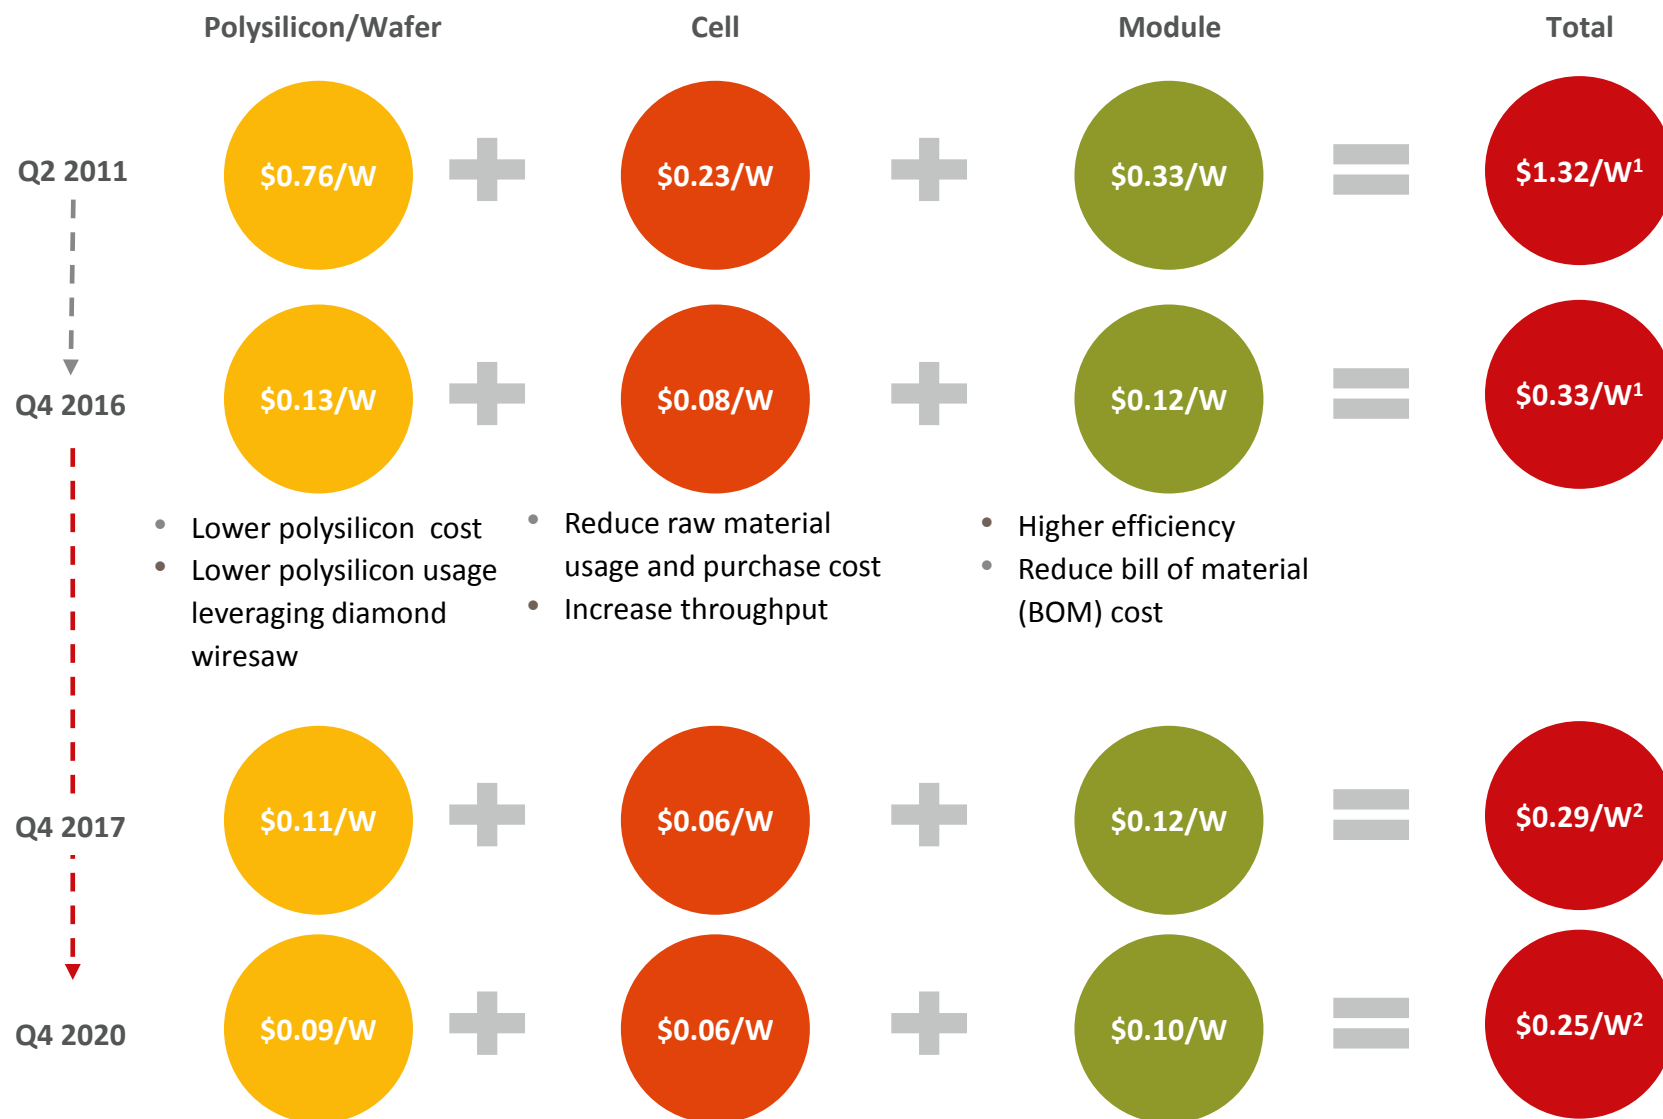 Polysilicon/Wafer Cell Module Total
Q2 2011 $0.76/W $0.23/W $0.33/W $1.32/W¹
Q4 2016 $0.13/W $0.08/W $0.12/W $0.33/W¹
• Lower polysilicon cost
• Lower polysilicon usage
leveraging diamond
wiresaw
• Reduce raw material
usage and purchase cost
• Increase throughput
• Higher efficiency
• Reduce bill of material
(BOM) cost
Q4 2017 $0.11/W $0.06/W $0.12/W $0.29/W²
Q4 2020 $0.09/W $0.06/W $0.10/W $0.25/W²